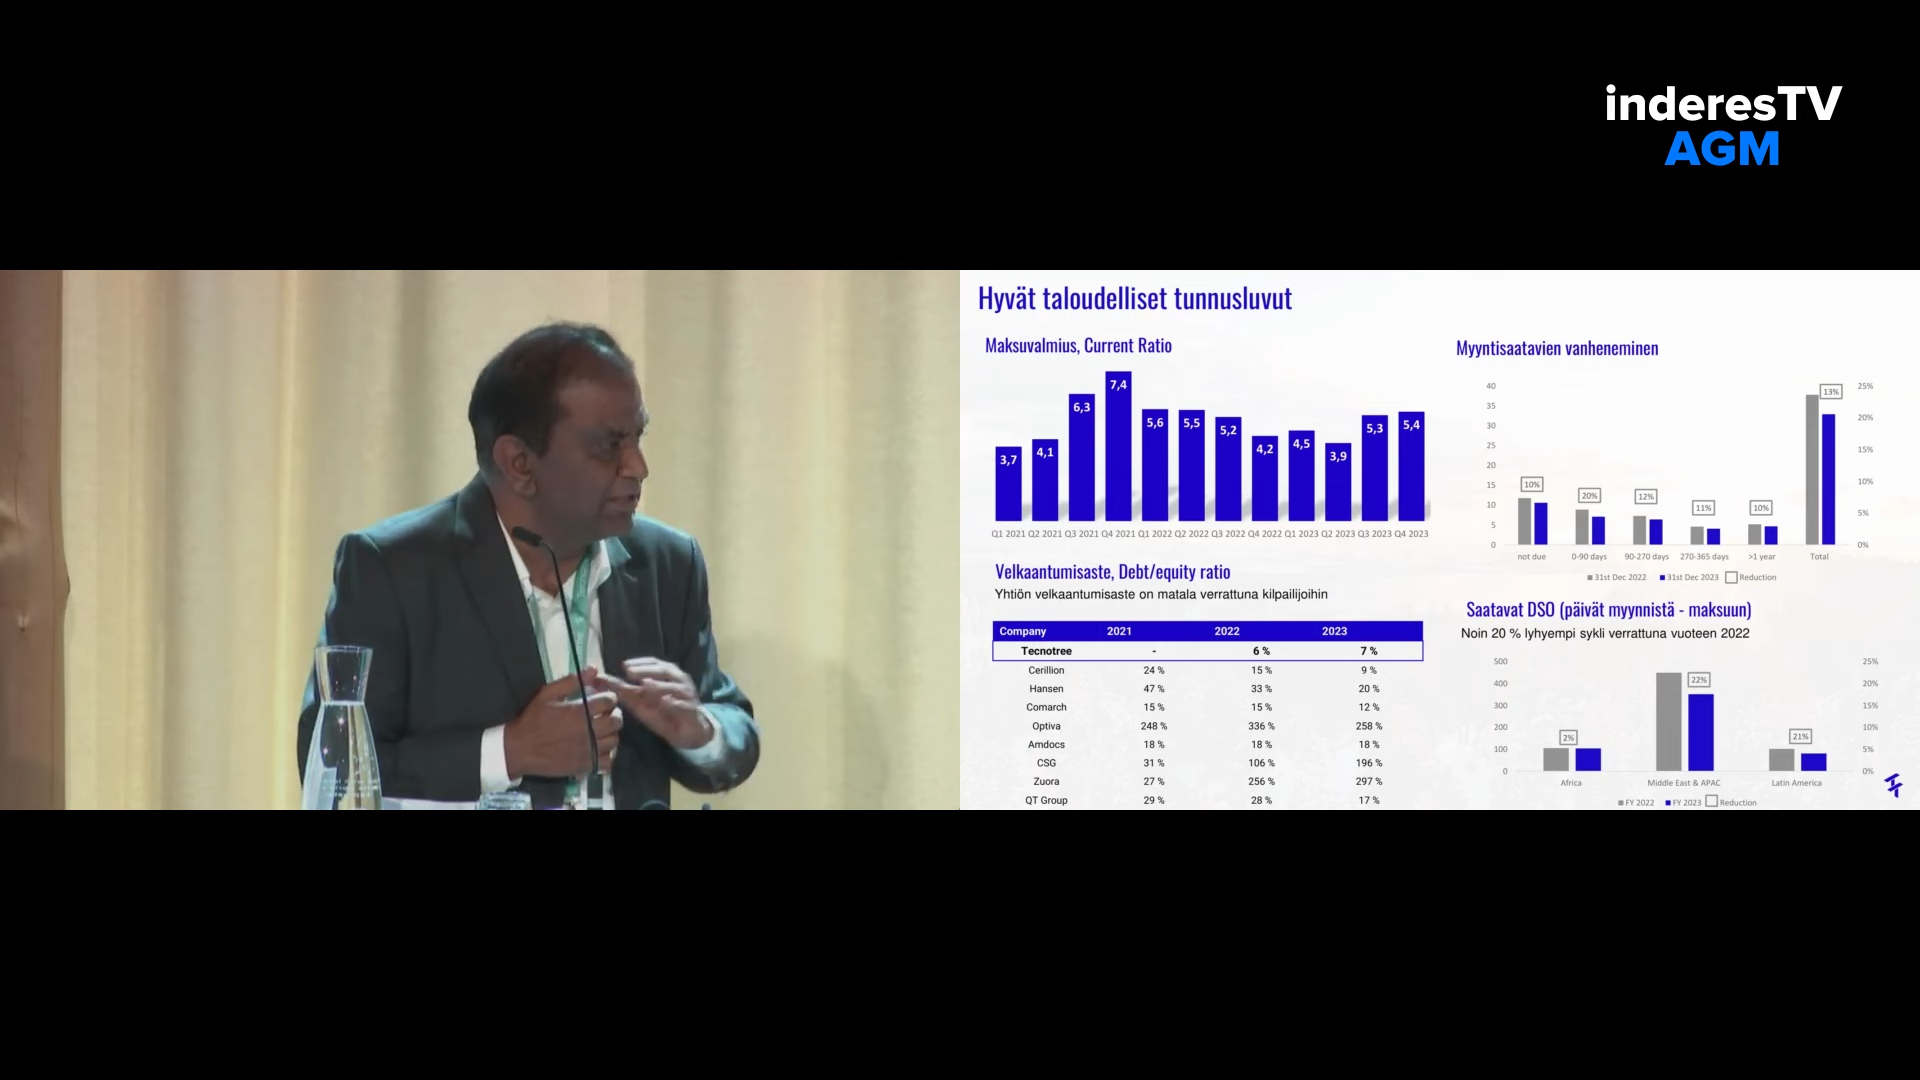 inderesTV
AGM
Hyvät taloudelliset tunnusluvut
Maksuvalmius, Current Ratio
3,7 4,1 6,3 7,4 5,6 5,5 5,2 4,2 4,5 3,9 5,3 5,4
Q1 2021 Q2 2021 Q3 2021 Q4 2021 Q1 2022 Q2 2022 Q3 2022 Q4 2022 Q1 2023 Q2 2023 Q3 2023 Q4 2023
Velkaantumisaste, Debt/equity ratio
Yhtiön velkaantumisaste on matala verrattuna kilpailijoihin
Company 2021 2022 2023
Tecnotree - 6 % 7 %
Cerillion 24 % 15 % 9 %
Hansen 47 % 33 % 20 %
Comarch 15 % 15 % 12 %
Optiva 248 % 336 % 258 %
Amdocs 18 % 18 % 18 %
CSG 31 % 106 % 196 %
Zuora 27 % 256 % 297 %
QT Group 29 % 28 % 17 %
Myyntisaatavien vanheneminen
40 25%
35
30 20%
25
20 15%
15 10%
10
5 5%
0 0%
10% 20% 12% 11% 10% 13%
not due 0-90 days 90-270 days 270-365 days >1 year Total
31st Dec 2022 31st Dec 2023 Reduction
Saatavat DSO (päivät myynnistä - maksuun)
Noin 20 % lyhyempi sykli verrattuna vuoteen 2022
500 25%
400 20%
300 15%
200 10%
100 5%
0 0%
2% 22% 21%
Africa Middle East & APAC Latin America
FY 2022 FY 2023 Reduction